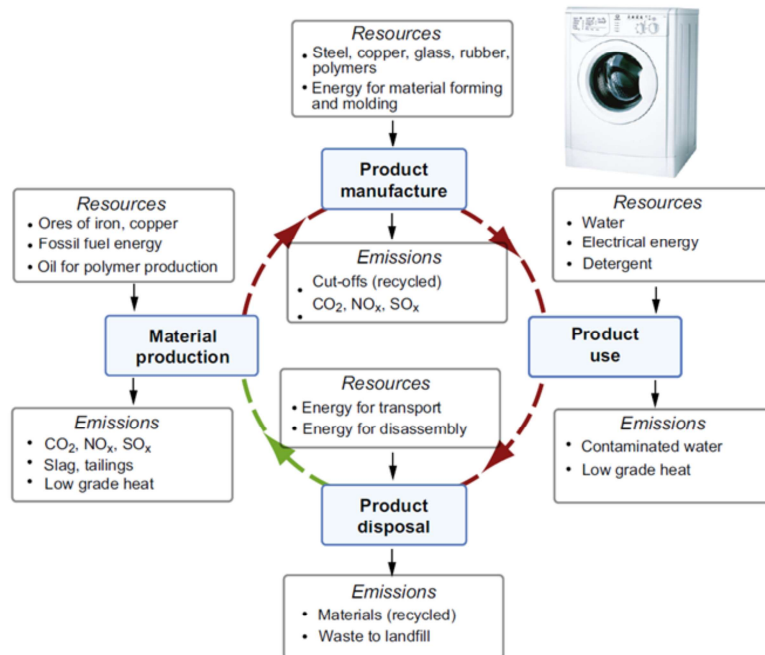 Resources
Steel, copper, glass, rubber,
polymers
Energy for material forming
and molding
Product
manufacture
Resources
Ores of iron, copper
Fossil fuel energy
Oil for polymer production
Resources
Water
Electrical energy
Detergent
Emissions
Cut-offs (recycled)
CO₂, NOₓ, SOₓ
Material
production
Product
use
Resources
Energy for transport
Energy for disassembly
Emissions
CO₂, NOₓ, SOₓ
Slag, tailings
Low grade heat
Emissions
Contaminated water
Low grade heat
Product
disposal
Emissions
Materials (recycled)
Waste to landfill